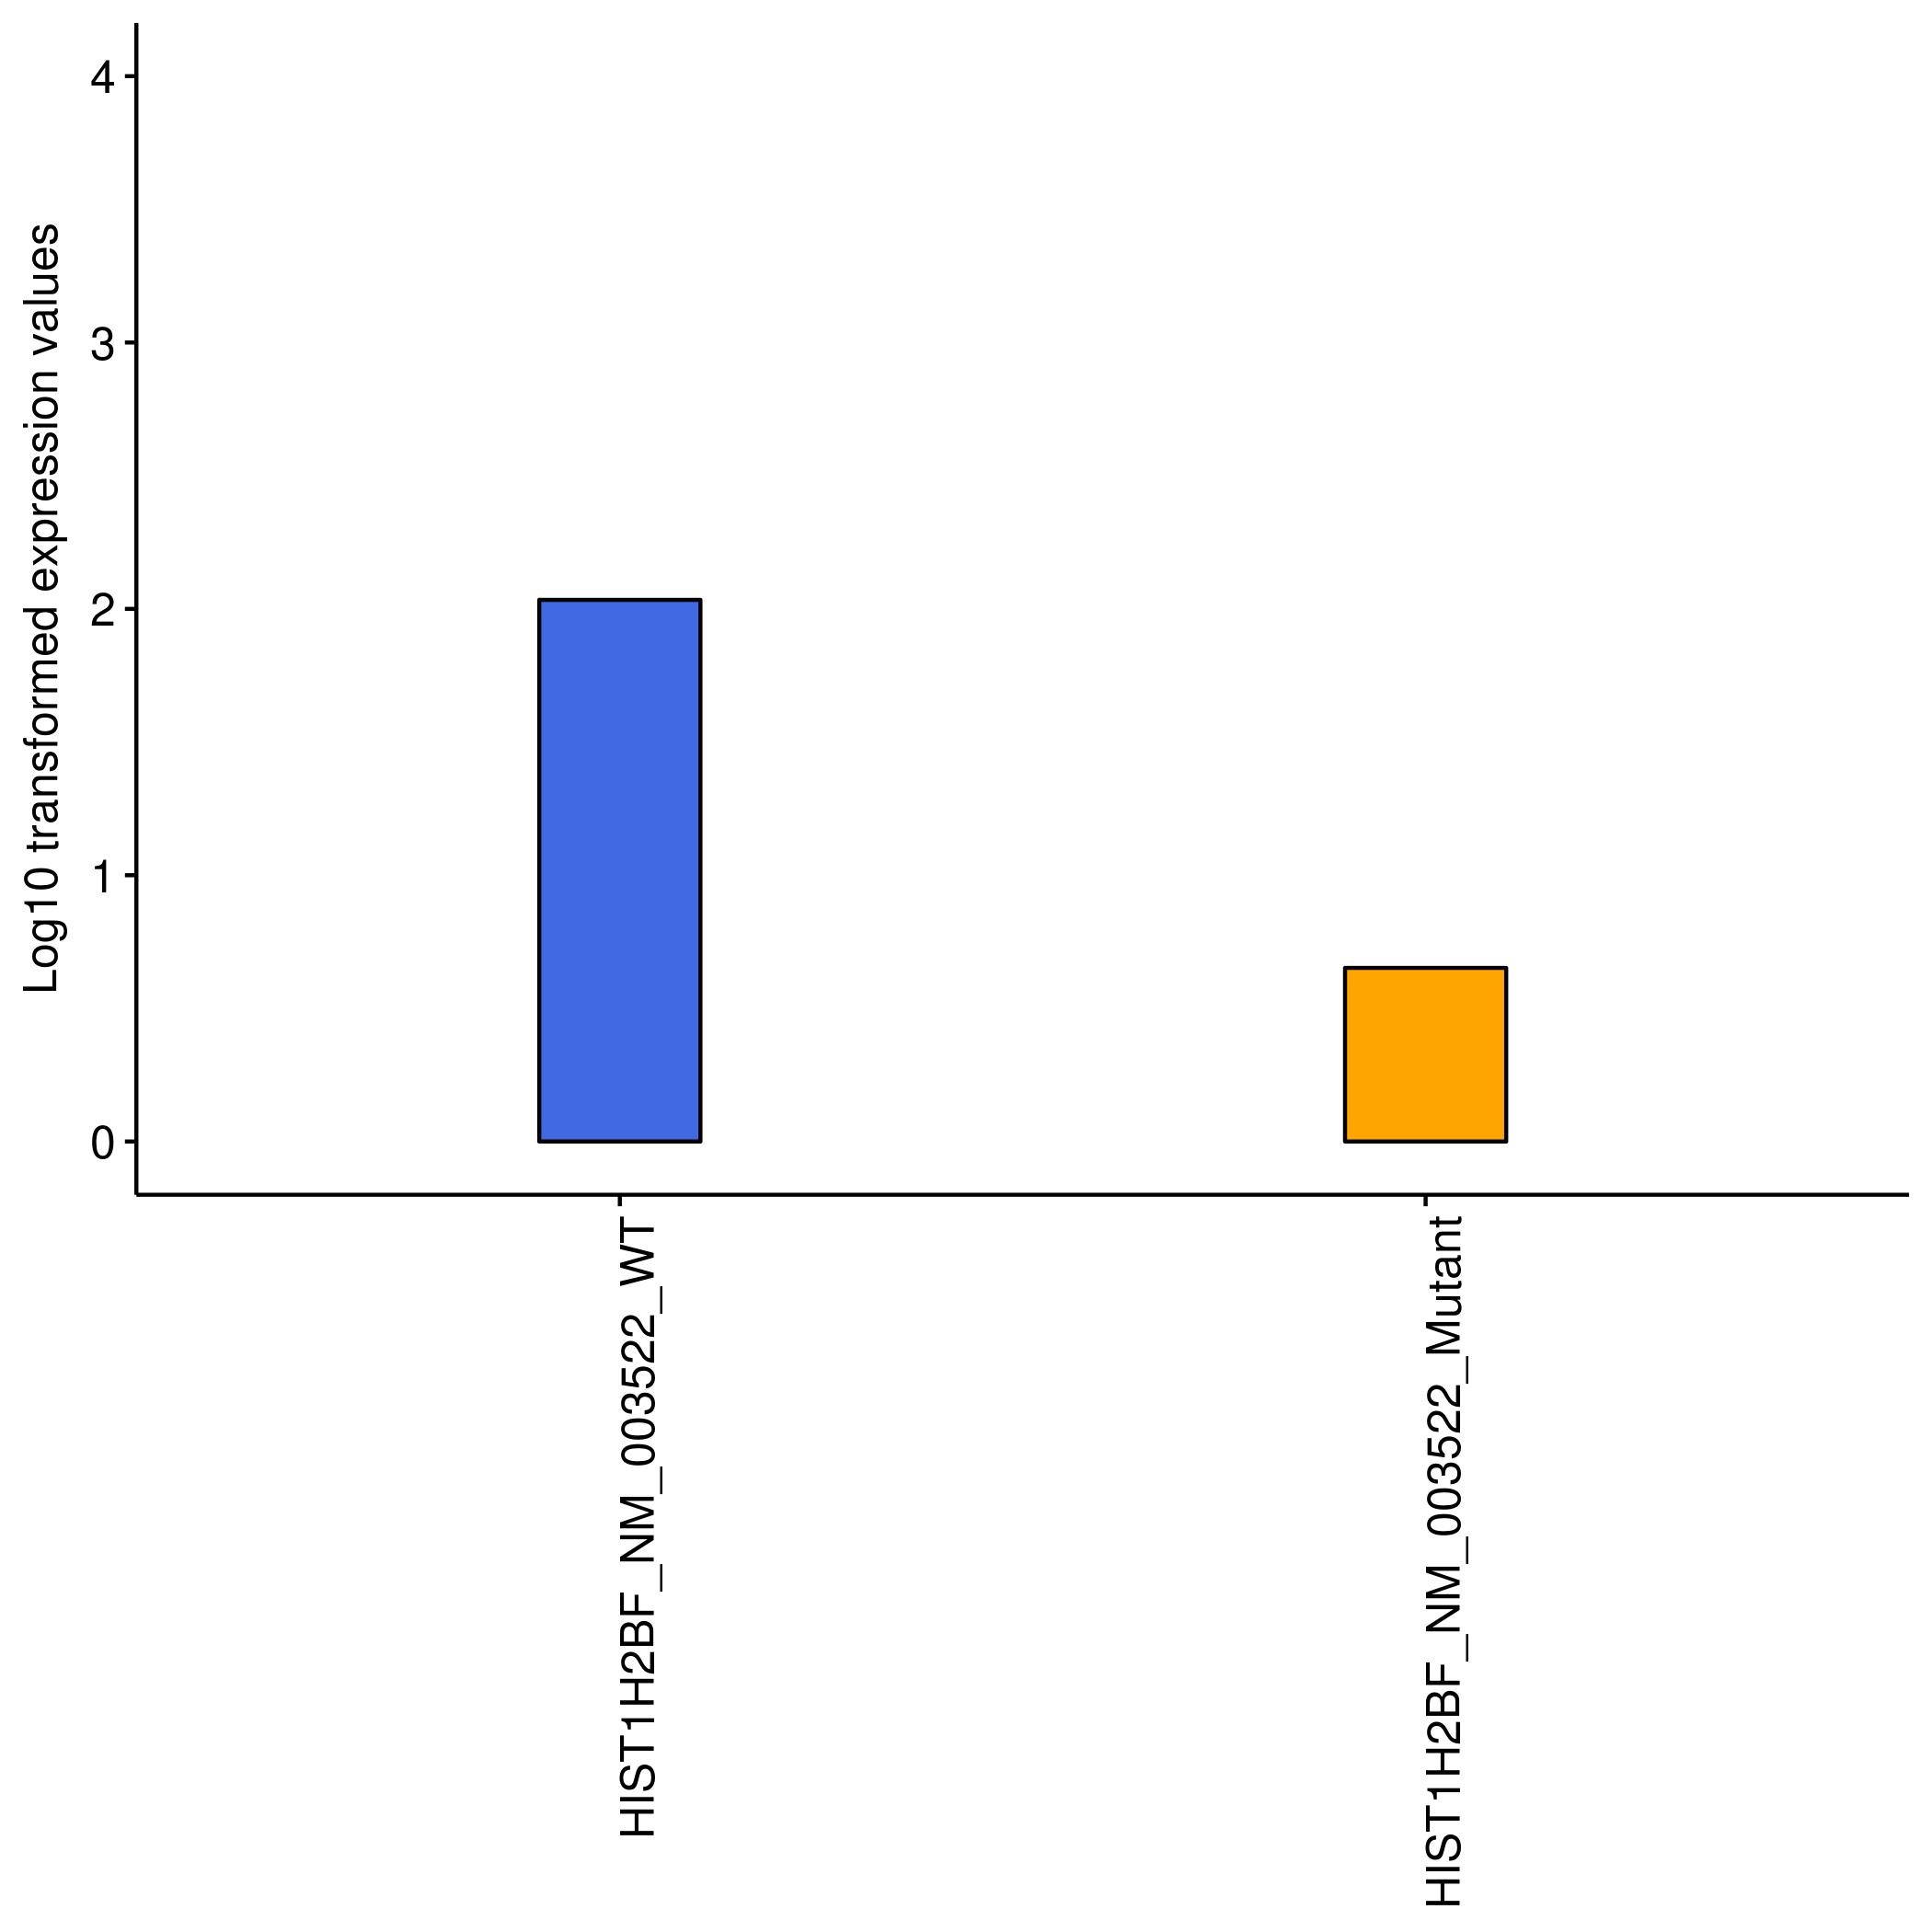 Log10 transformed expression values
4
3
2
1
0
HIST1H2BF_NM_003522_WT
HIST1H2BF_NM_003522_Mutant